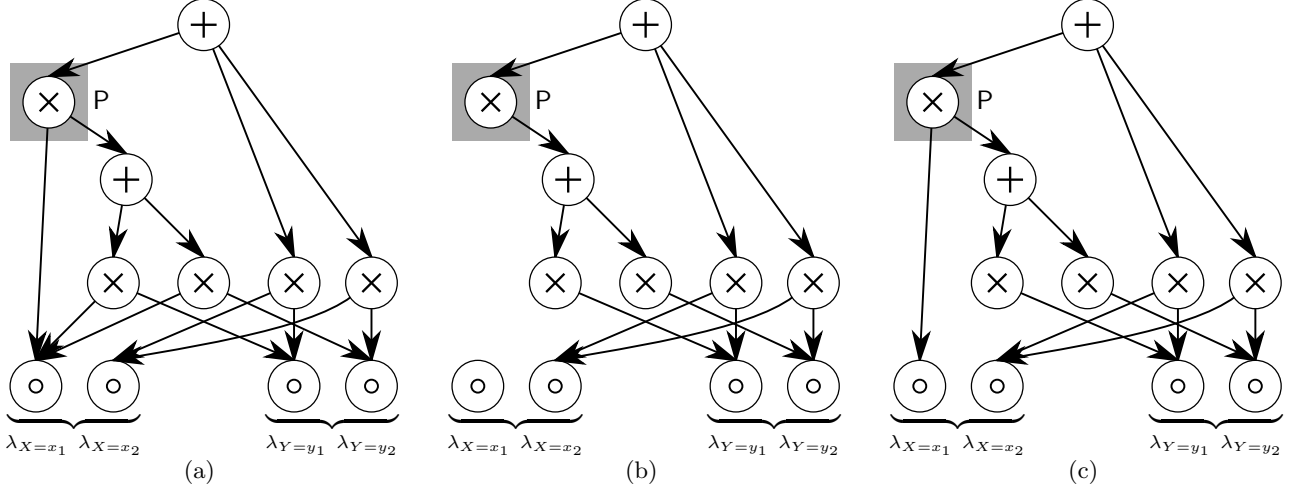 P P P
λ_{X=x_1} λ_{X=x_2} λ_{Y=y_1} λ_{Y=y_2} λ_{X=x_1} λ_{X=x_2} λ_{Y=y_1} λ_{Y=y_2} λ_{X=x_1} λ_{X=x_2} λ_{Y=y_1} λ_{Y=y_2}
(a) (b) (c)